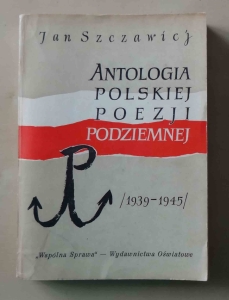 Jan Szczawiej
ANTOLOGIA
POLSKIEJ
POEZJI
PODZIEMNEJ
/1939-1945/
„Wspólna Sprawa" — Wydawnictwa Oświatowe